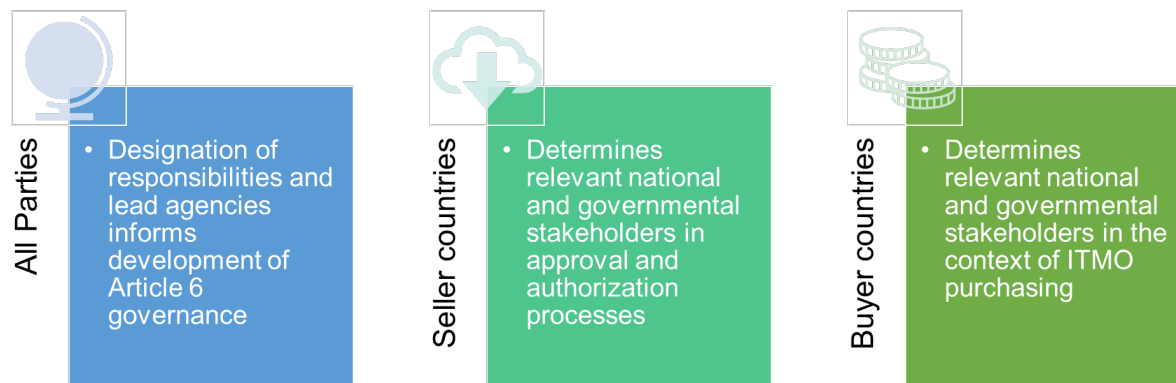 All Parties
• Designation of
responsibilities and
lead agencies
informs
development of
Article 6
governance
Seller countries
• Determines
relevant national
and governmental
stakeholders in
approval and
authorization
processes
Buyer countries
• Determines
relevant national
and governmental
stakeholders in the
context of ITMO
purchasing